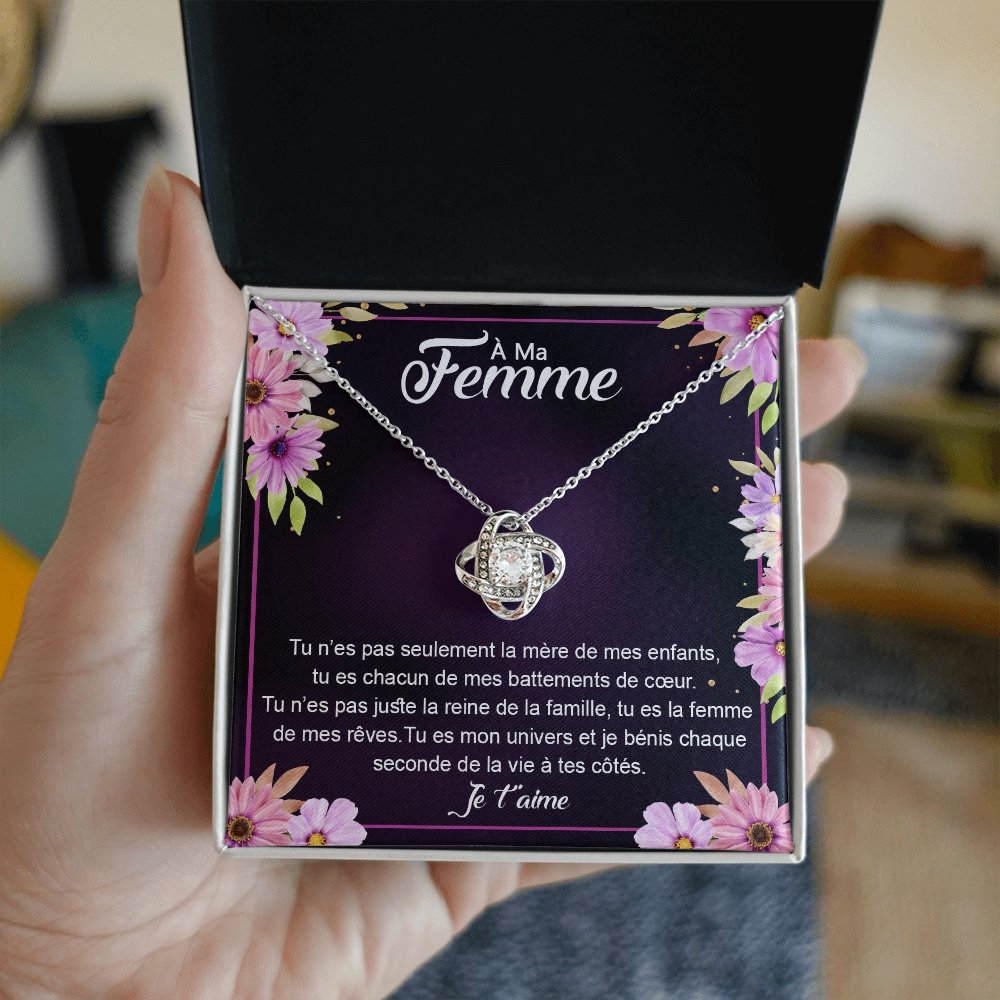 À Ma
Femme
Tu n’es pas seulement la mère de mes enfants,
tu es chacun de mes battements de cœur.
Tu n’es pas juste la reine de la famille, tu es la femme
de mes rêves.Tu es mon univers et je bénis chaque
seconde de la vie à tes côtés.
Je t'aime